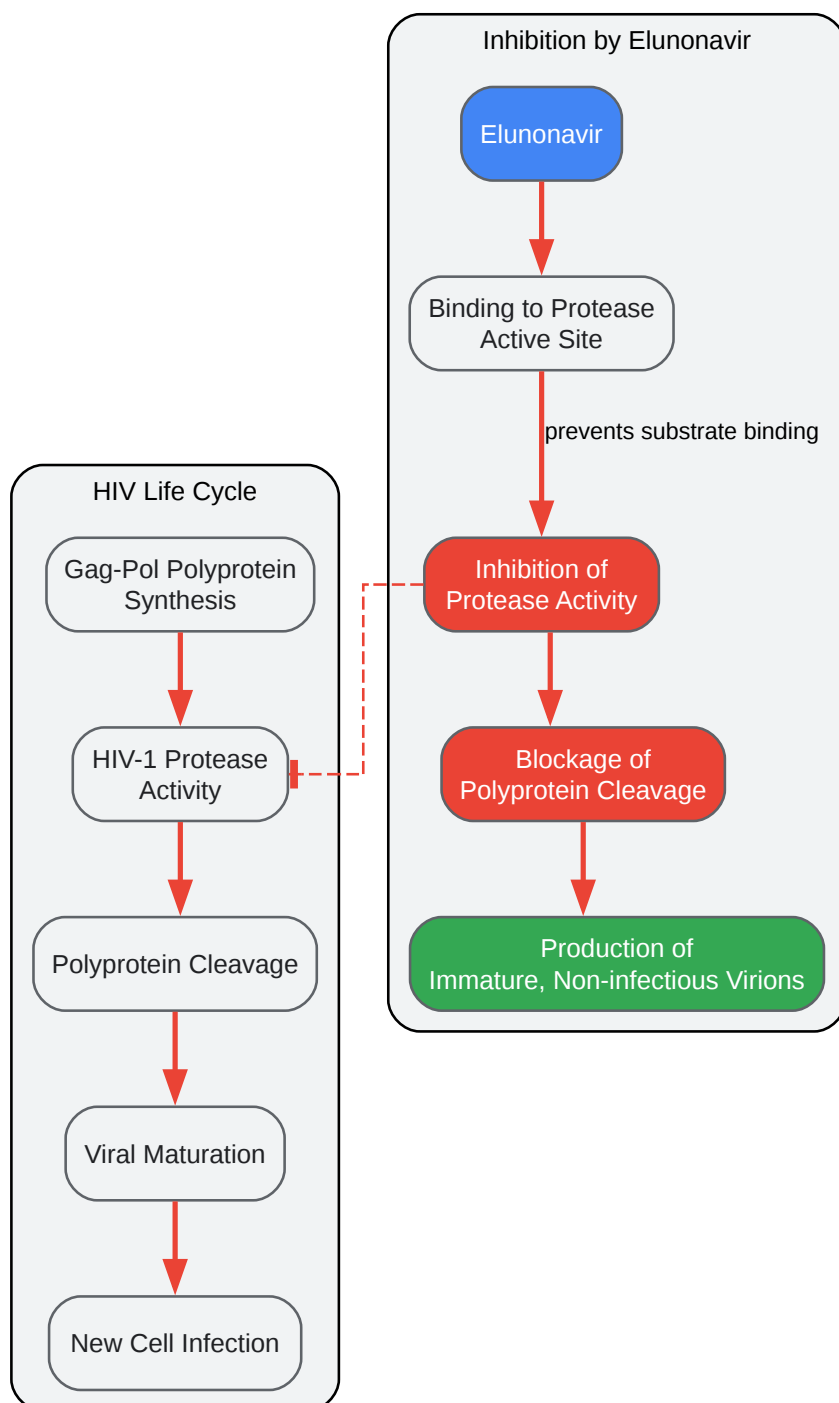 Inhibition by Elunonavir
Elunonavir
Binding to Protease
Active Site
prevents substrate binding
Inhibition of
Protease Activity
Blockage of
Polyprotein Cleavage
Production of
Immature, Non-infectious Virions
HIV Life Cycle
Gag-Pol Polyprotein
Synthesis
HIV-1 Protease
Activity
Polyprotein Cleavage
Viral Maturation
New Cell Infection